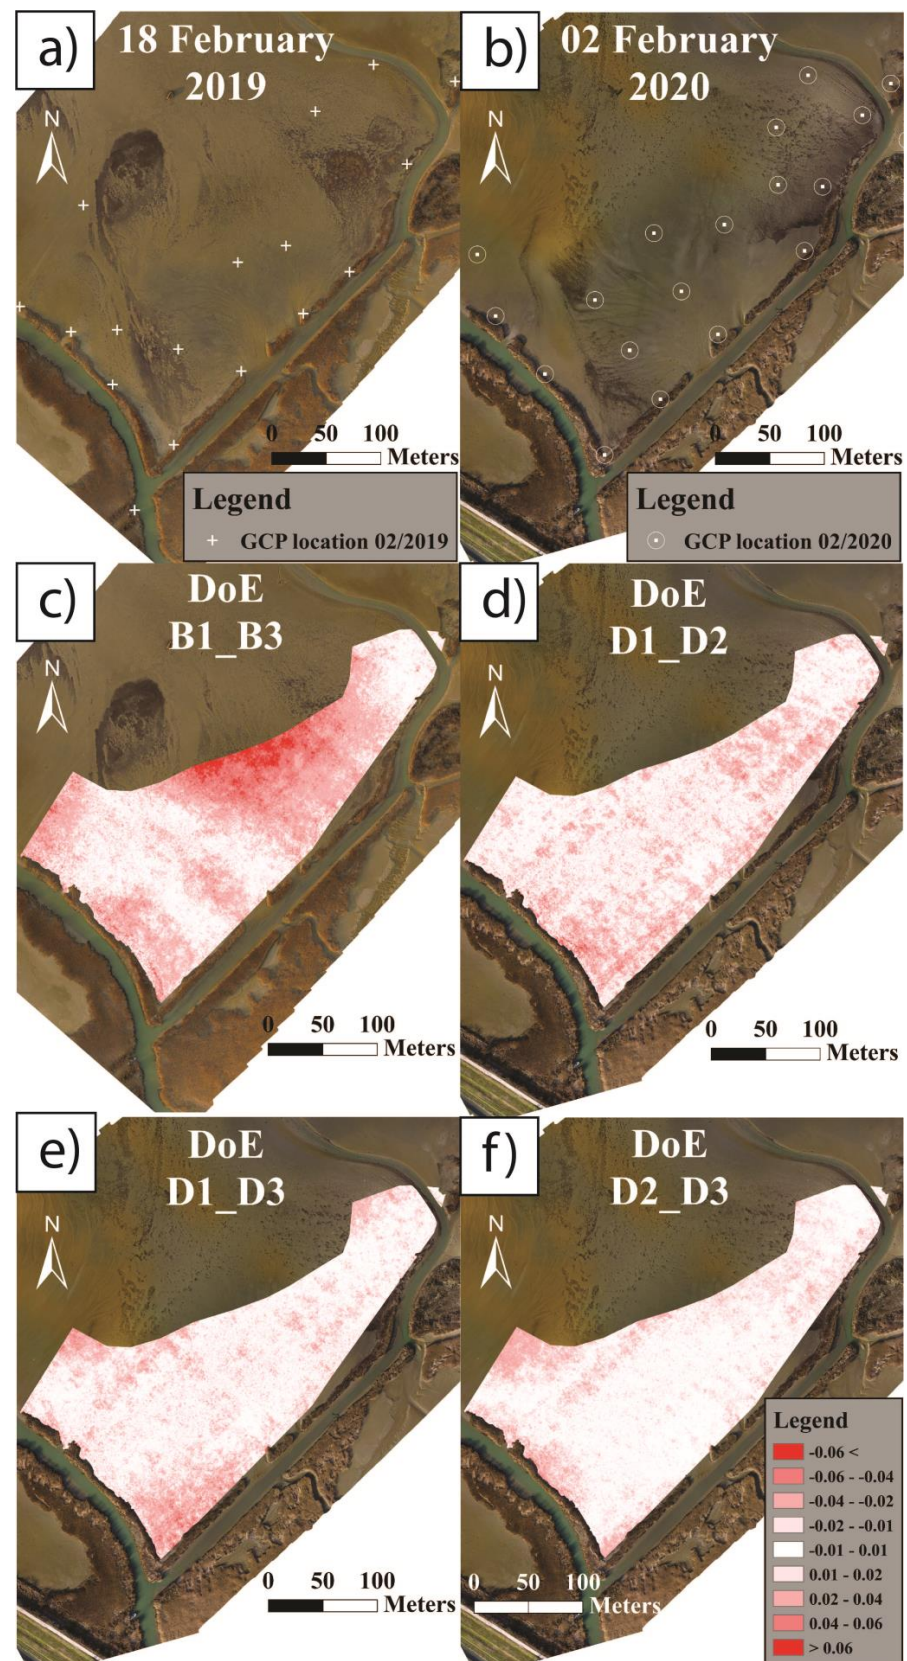 a)
18 February
2019
N
0 50 100
Meters
Legend
GCP location 02/2019
b)
02 February
2020
N
0 50 100
Meters
Legend
GCP location 02/2020
c)
DoE
B1_B3
N
0 50 100
Meters
d)
DoE
D1_D2
N
0 50 100
Meters
e)
DoE
D1_D3
N
0 50 100
Meters
f)
DoE
D2_D3
N
0 50 100
Meters
Legend
-0.06 <
-0.06 - -0.04
-0.04 - -0.02
-0.02 - -0.01
-0.01 - 0.01
0.01 - 0.02
0.02 - 0.04
0.04 - 0.06
> 0.06